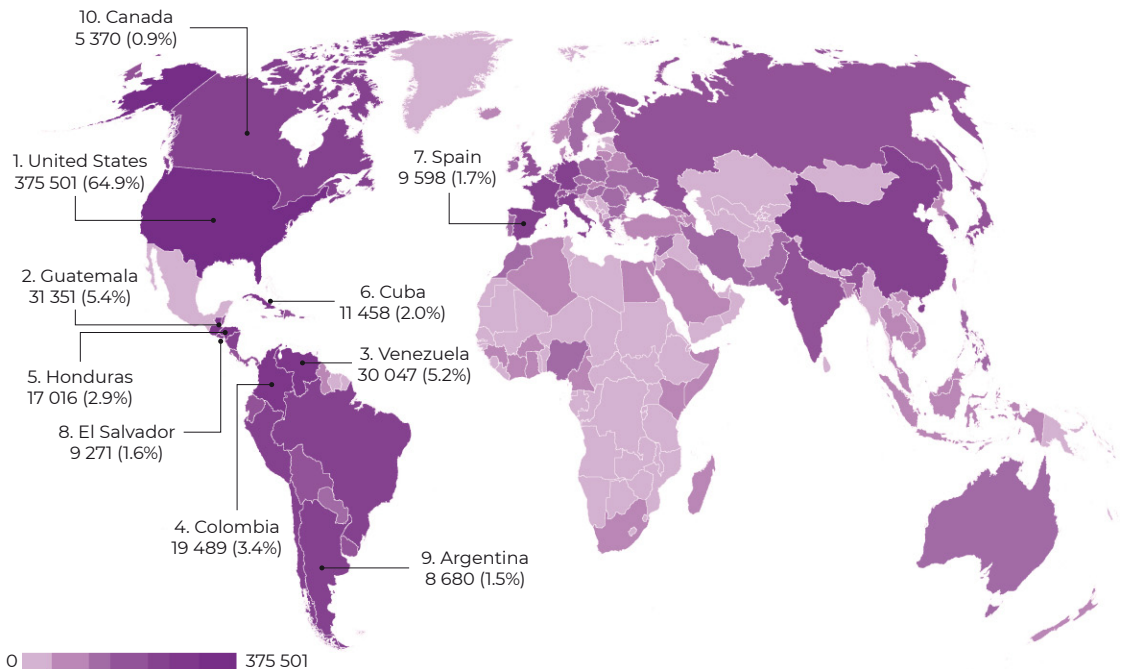 10. Canada
5 370 (0.9%)
1. United States
375 501 (64.9%)
7. Spain
9 598 (1.7%)
2. Guatemala
31 351 (5.4%)
6. Cuba
11 458 (2.0%)
3. Venezuela
30 047 (5.2%)
5. Honduras
17 016 (2.9%)
8. El Salvador
9 271 (1.6%)
4. Colombia
19 489 (3.4%)
9. Argentina
8 680 (1.5%)
0 375 501